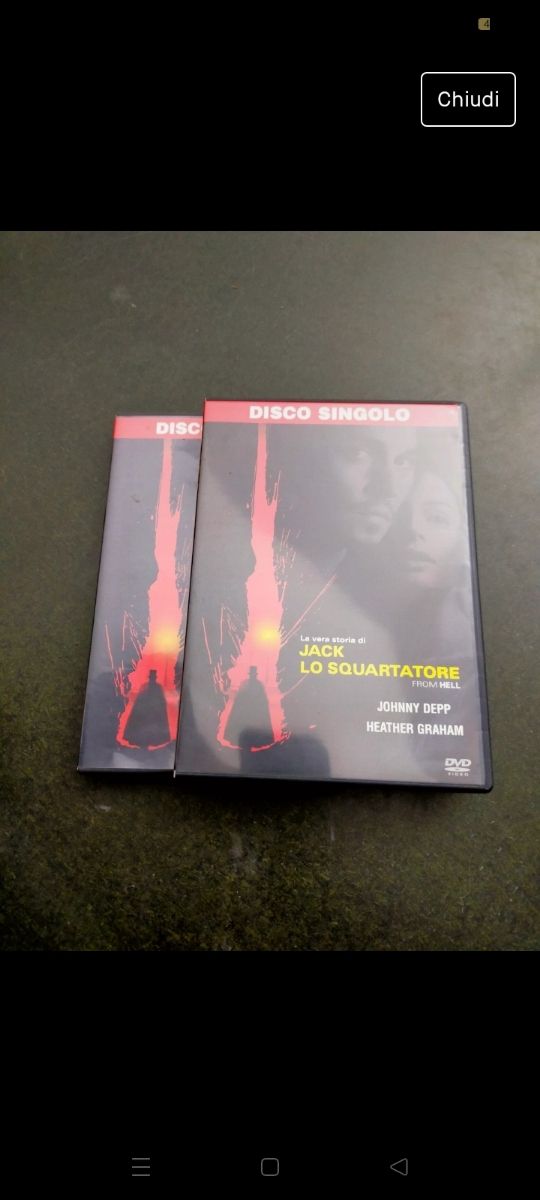 4
Chiudi
DISCO SINGOLO
DISC
La vera storia di
JACK
LO SQUARTATORE
FROM HELL
JOHNNY DEPP
HEATHER GRAHAM
DVD
VIDEO